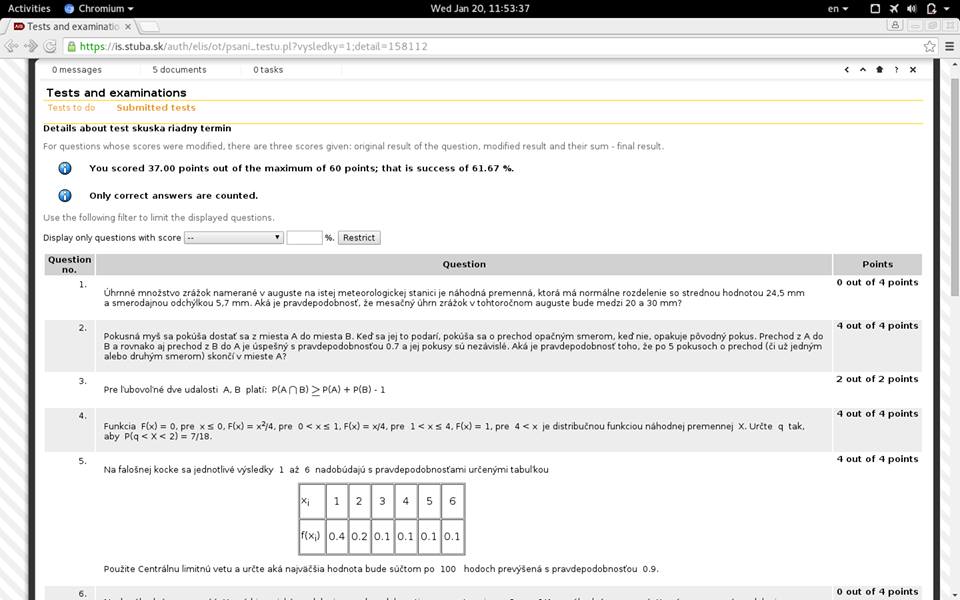 Activities Chromium Wed Jan 20, 11:53:37 en
Tests and examinatio
https://is.stuba.sk/auth/elis/ot/psani_testu.pl?vysledky=1;detail=158112
0 messages 5 documents 0 tasks
Tests and examinations
Tests to do Submitted tests
Details about test skuska riadny termin
For questions whose scores were modified, there are three scores given: original result of the question, modified result and their sum - final result.
You scored 37.00 points out of the maximum of 60 points; that is success of 61.67 %.
Only correct answers are counted.
Use the following filter to limit the displayed questions.
Display only questions with score -- %. Restrict
Question no. Question Points
1. 0 out of 4 points
Úhrnné množstvo zrážok namerané v auguste na istej meteorologickej stanici je náhodná premenná, ktorá má normálne rozdelenie so strednou hodnotou 24,5 mm
a smerodajnou odchýlkou 5,7 mm. Aká je pravdepodobnosť, že mesačný úhrn zrážok v tohtoročnom auguste bude medzi 20 a 30 mm?
2. 4 out of 4 points
Pokusná myš sa pokúša dostať sa z miesta A do miesta B. Keď sa jej to podarí, pokúša sa o prechod opačným smerom, keď nie, opakuje pôvodný pokus. Prechod z A do
B a rovnako aj prechod z B do A je úspešný s pravdepodobnosťou 0.7 a jej pokusy sú nezávislé. Aká je pravdepodobnosť toho, že po 5 pokusoch o prechod (či už jedným
alebo druhým smerom) skončí v mieste A?
3. 2 out of 2 points
Pre ľubovoľné dve udalosti A, B platí: P(A ⋂ B) ≥ P(A) + P(B) - 1
4. 4 out of 4 points
Funkcia F(x) = 0, pre x ≤ 0, F(x) = x²/4, pre 0 < x ≤ 1, F(x) = x/4, pre 1 < x ≤ 4, F(x) = 1, pre 4 < x je distribučnou funkciou náhodnej premennej X. Určte q tak,
aby P(q < X < 2) = 7/18.
5. 4 out of 4 points
Na falošnej kocke sa jednotlivé výsledky 1 až 6 nadobúdajú s pravdepodobnosťami určenými tabuľkou
xᵢ 1 2 3 4 5 6
f(xᵢ) 0.4 0.2 0.1 0.1 0.1 0.1
Použite Centrálnu limitnú vetu a určte aká najväčšia hodnota bude súčtom po 100 hodoch prevýšená s pravdepodobnosťou 0.9.
6. 0 out of 4 points